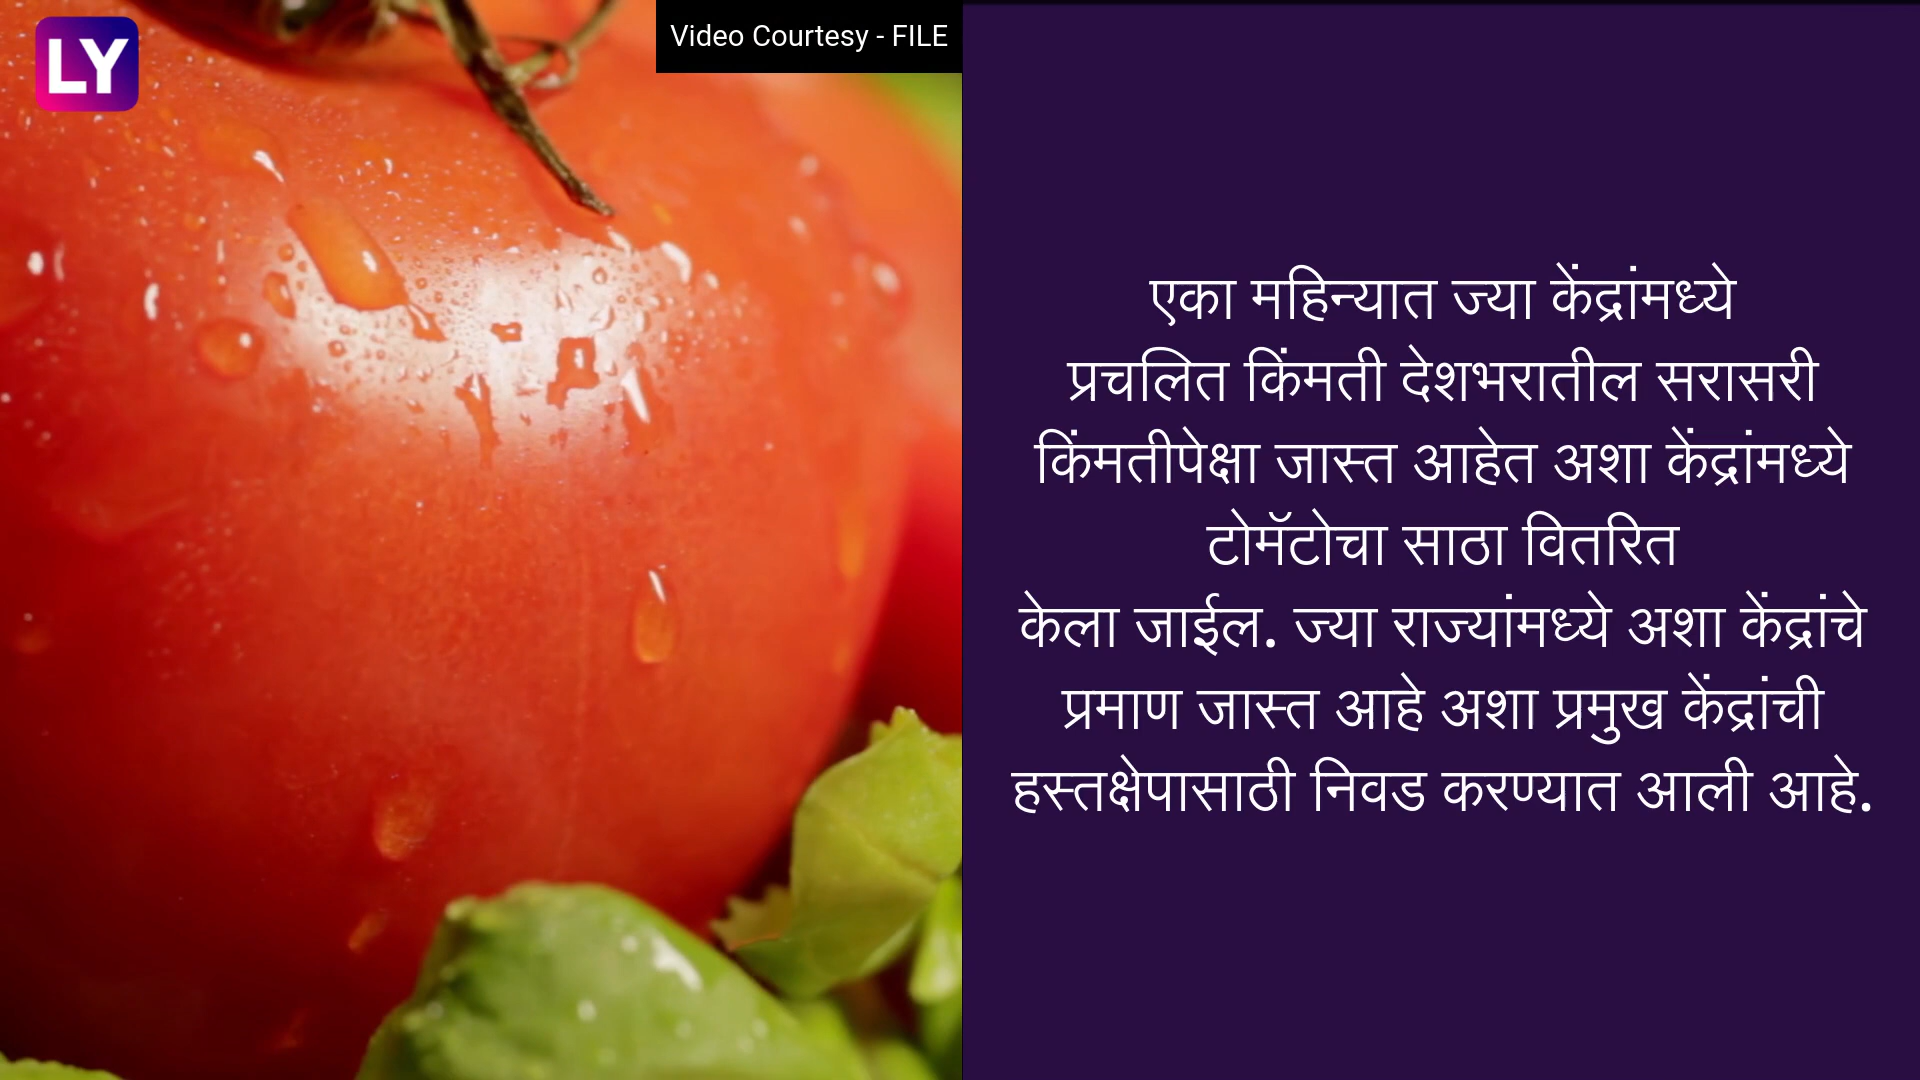 LY
Video Courtesy - FILE
एका महिन्यात ज्या केंद्रांमध्ये
प्रचलित किंमती देशभरातील सरासरी
किंमतीपेक्षा जास्त आहेत अशा केंद्रांमध्ये
टोमॅटोचा साठा वितरित
केला जाईल. ज्या राज्यांमध्ये अशा केंद्रांचे
प्रमाण जास्त आहे अशा प्रमुख केंद्रांची
हस्तक्षेपासाठी निवड करण्यात आली आहे.